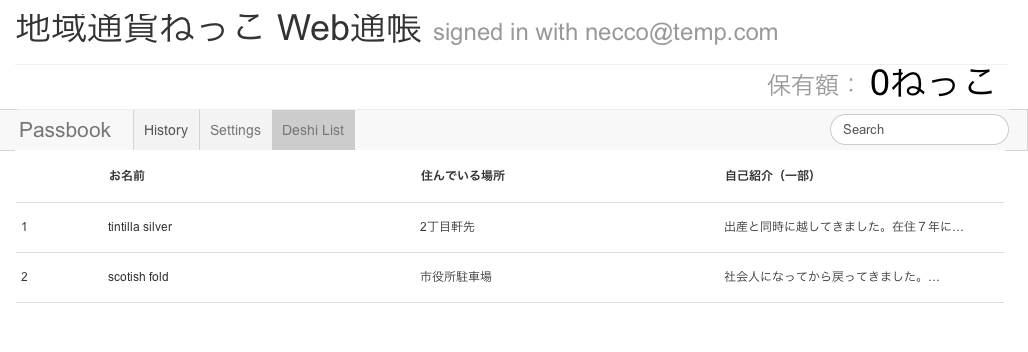 地域通貨ねっこ Web通帳 signed in with necco@temp.com
保有額： 0ねっこ
Passbook History Settings Deshi List Search
お名前 住んでいる場所 自己紹介（一部）
1 tintilla silver 2丁目軒先 出産と同時に越してきました。在住７年に…
2 scotish fold 市役所駐車場 社会人になってから戻ってきました。…